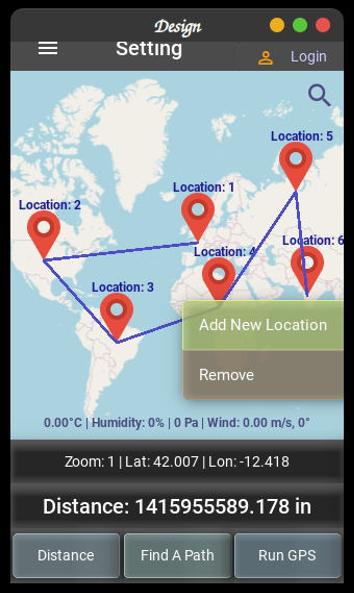 Design
Setting
Login
Location: 5
Location: 1
Location: 2
Location: 6
Location: 4
Location: 3
Add New Location
Remove
0.00°C | Humidity: 0% | 0 Pa | Wind: 0.00 m/s, 0°
Zoom: 1 | Lat: 42.007 | Lon: -12.418
Distance: 1415955589.178 in
Distance
Find A Path
Run GPS